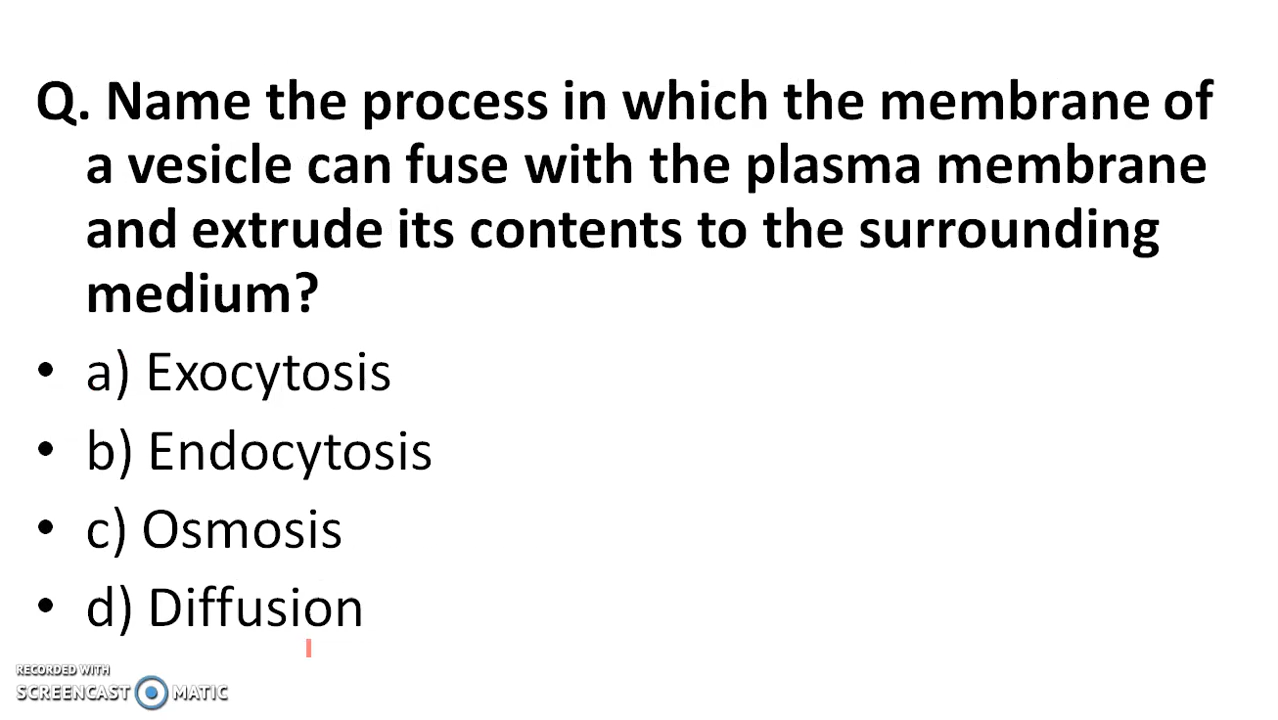 Q. Name the process in which the membrane of
a vesicle can fuse with the plasma membrane
and extrude its contents to the surrounding
medium?
• a) Exocytosis
• b) Endocytosis
• c) Osmosis
• d) Diffusion
RECORDED WITH
SCREENCAST MATIC